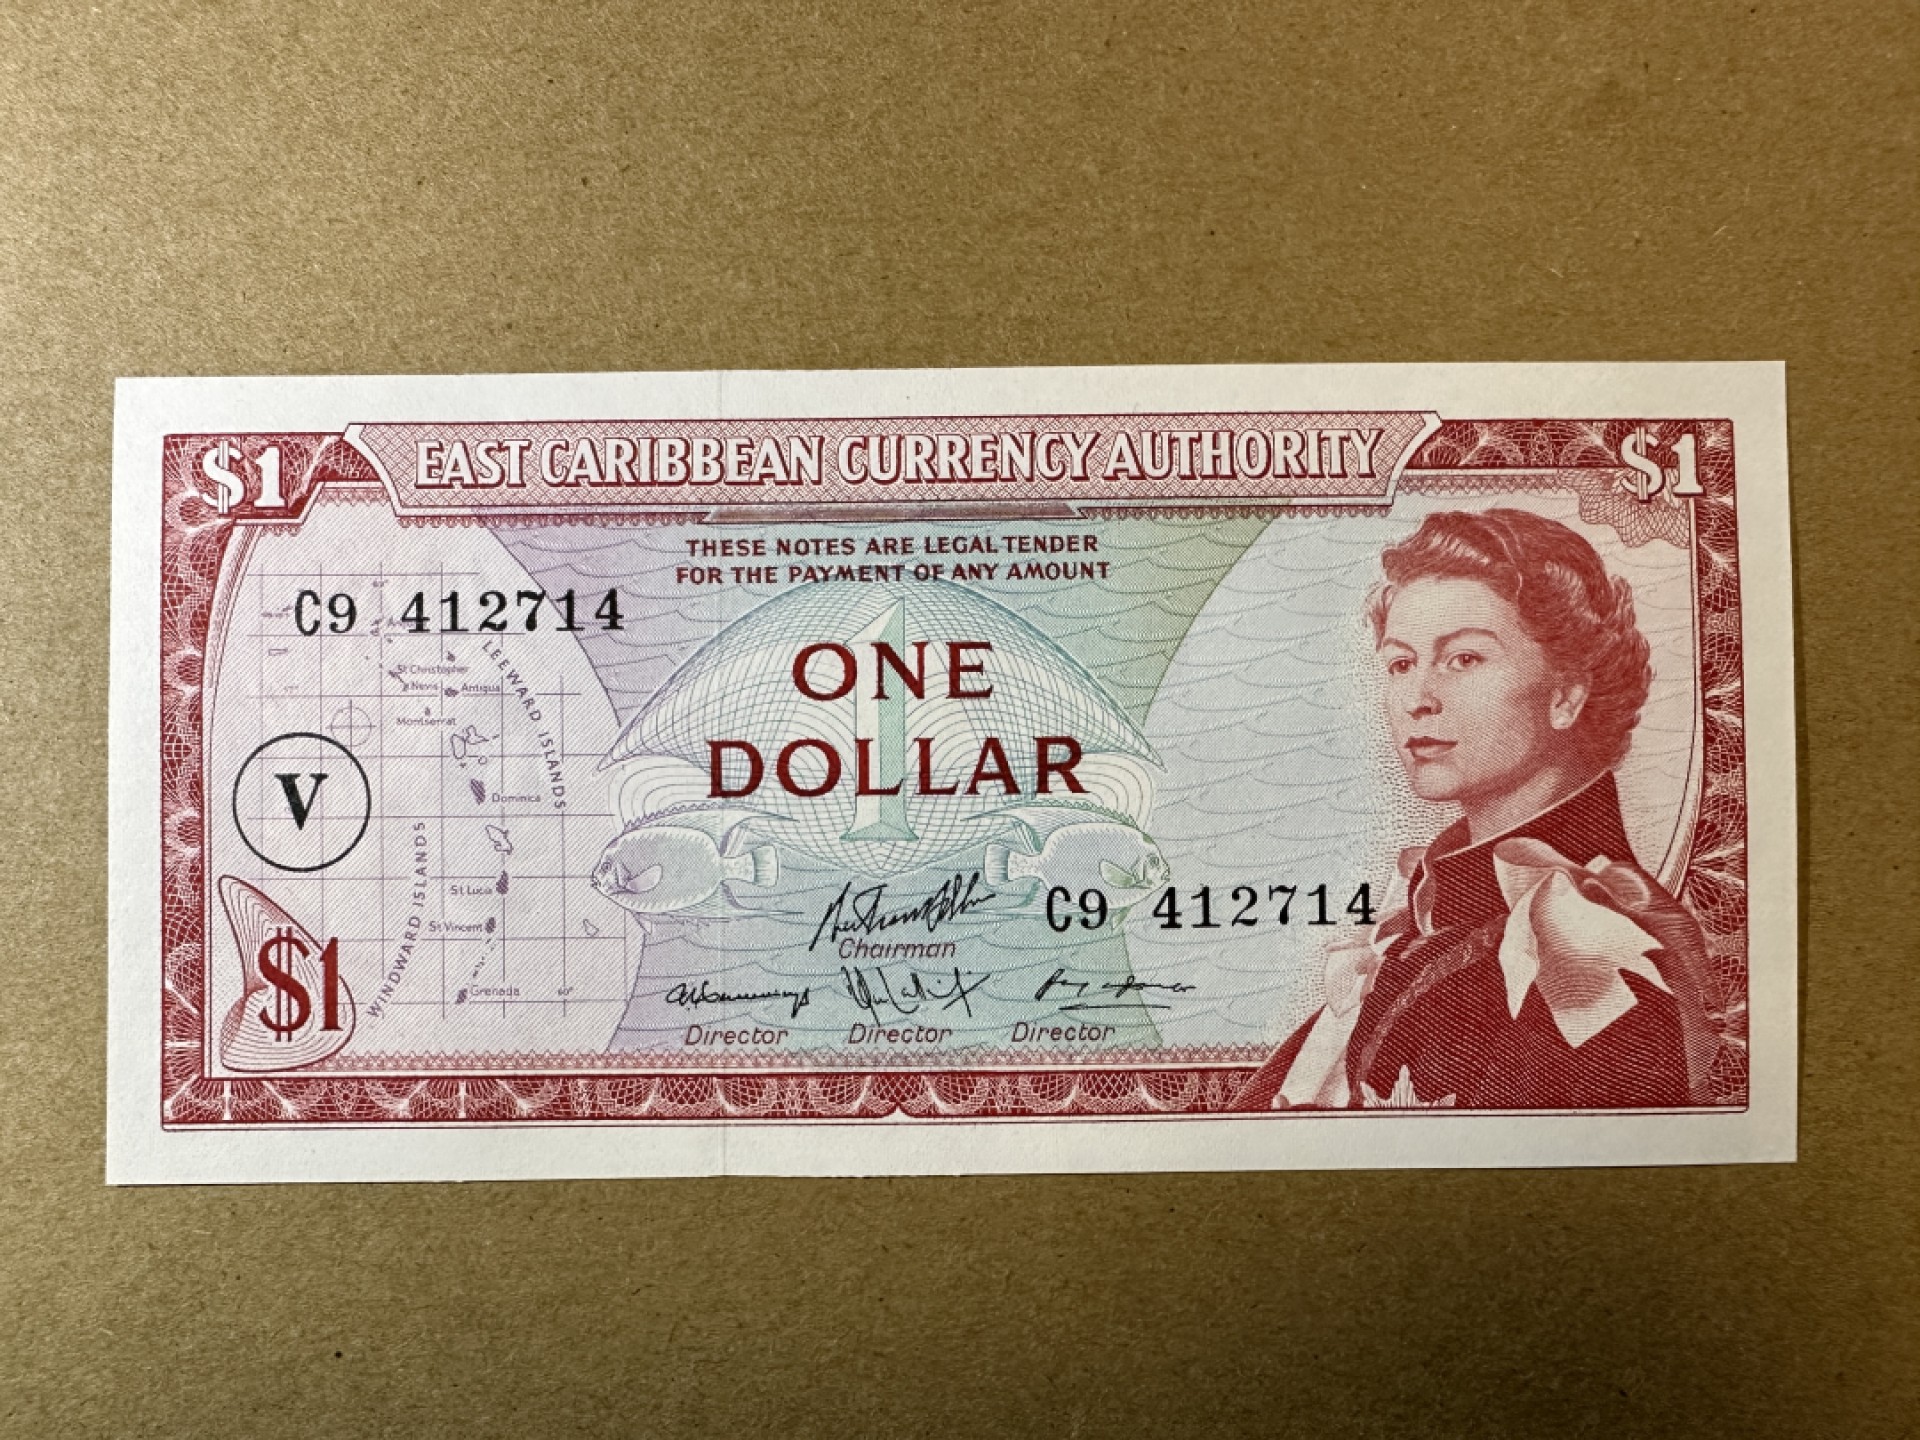 $1 EAST CARIBBEAN CURRENCY AUTHORITY $1
THESE NOTES ARE LEGAL TENDER
FOR THE PAYMENT OF ANY AMOUNT
C9 412714
ONE
DOLLAR
1
LEEWARD ISLANDS
St Christopher
Nevis
Antigua
Montserrat
V
Dominica
WINDWARD ISLANDS
St Lucia
St Vincent
Grenada
$1
C9 412714
Chairman
Director Director Director